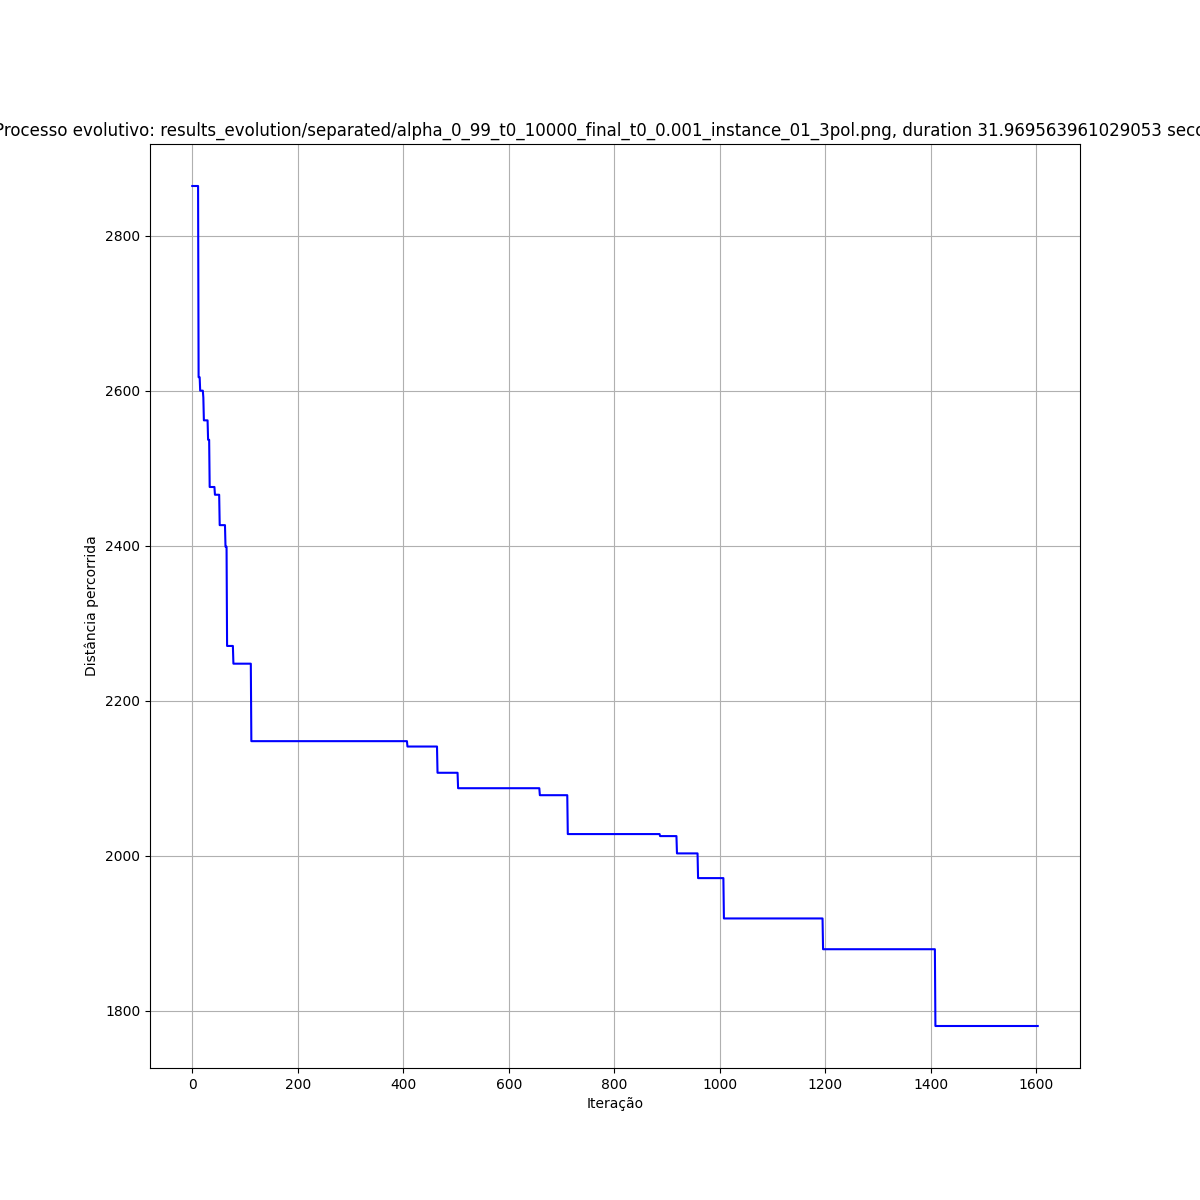 Processo evolutivo: results_evolution/separated/alpha_0_99_t0_10000_final_t0_0.001_instance_01_3pol.png, duration 31.969563961029053 seco
2800
2600
2400
2200
2000
1800
Distância percorrida
0 200 400 600 800 1000 1200 1400 1600
Iteração